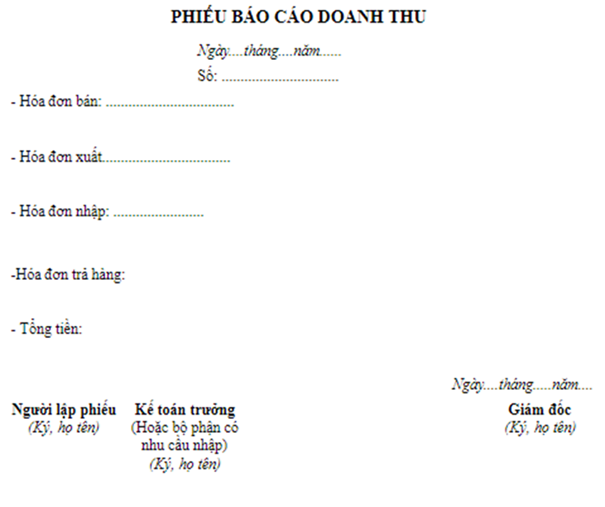 PHIẾU BÁO CÁO DOANH THU
Ngày....tháng....năm......
Số: ...............................
- Hóa đơn bán: ..................................
- Hóa đơn xuất..................................
- Hóa đơn nhập: ........................
-Hóa đơn trả hàng:
- Tổng tiền:
Ngày....tháng.....năm....
Người lập phiếu Kế toán trưởng Giám đốc
(Ký, họ tên) (Hoặc bộ phận có (Ký, họ tên)
nhu cầu nhập)
(Ký, họ tên)